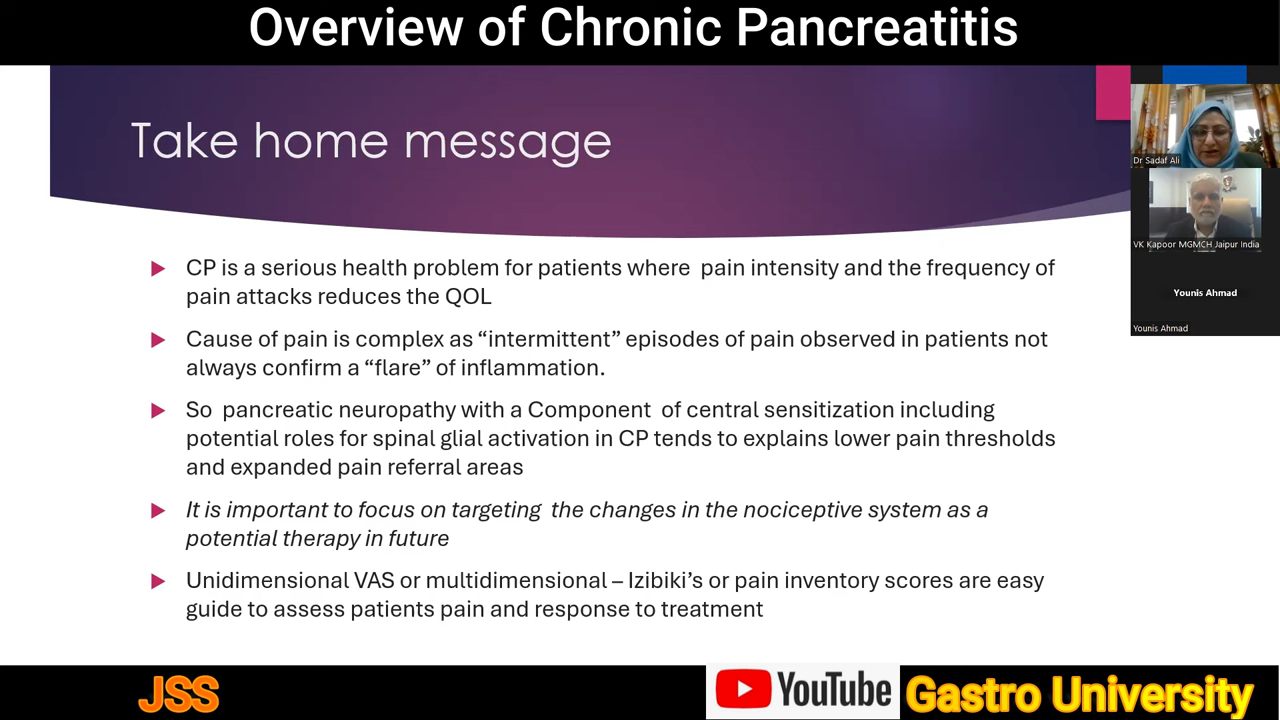 Overview of Chronic Pancreatitis
Take home message
CP is a serious health problem for patients where pain intensity and the frequency of
pain attacks reduces the QOL
Cause of pain is complex as “intermittent” episodes of pain observed in patients not
always confirm a “flare” of inflammation.
So pancreatic neuropathy with a Component of central sensitization including
potential roles for spinal glial activation in CP tends to explains lower pain thresholds
and expanded pain referral areas
It is important to focus on targeting the changes in the nociceptive system as a
potential therapy in future
Unidimensional VAS or multidimensional – Izibiki’s or pain inventory scores are easy
guide to assess patients pain and response to treatment
Dr Sadaf Ali
VK Kapoor MGMCH Jaipur India
Younis Ahmad
Younis Ahmad
JSS
YouTube
Gastro University